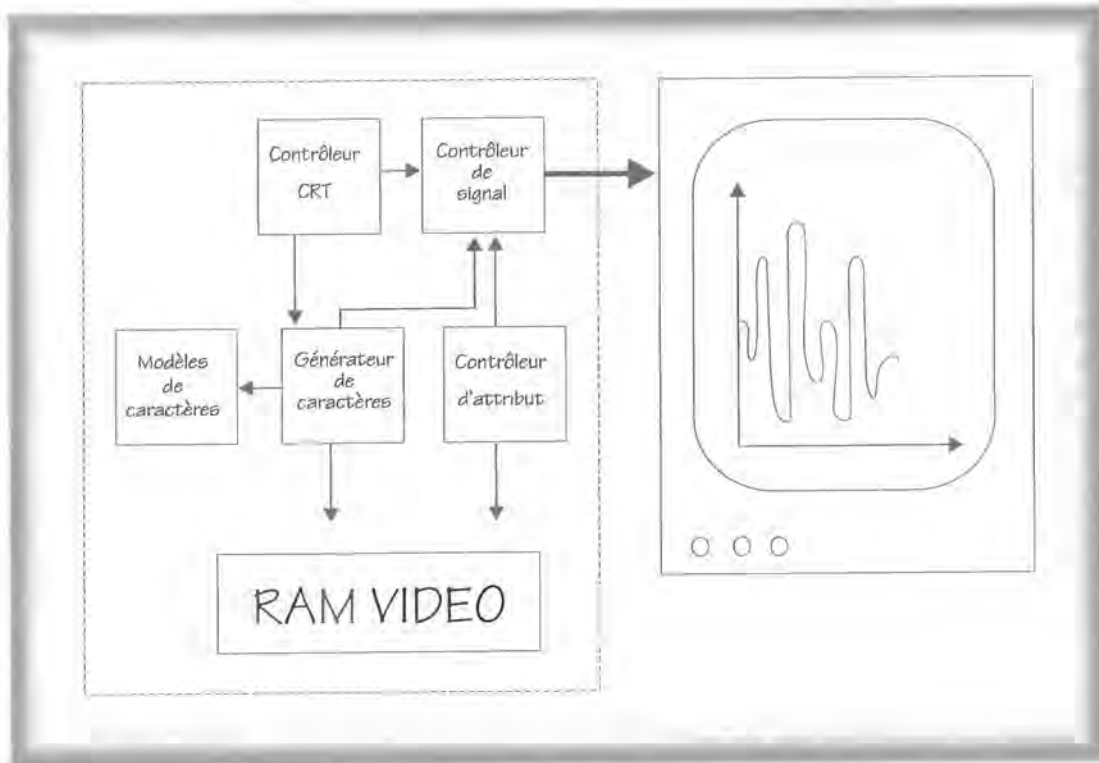 Contrôleur
CRT
Contrôleur
de
signal
Modèles
de
caractères
Générateur
de
caractères
Contrôleur
d'attribut
RAM VIDEO